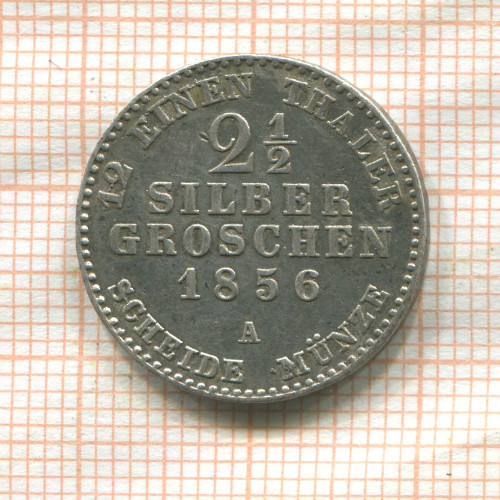 12 EINEN THALER
2 1/2
SILBER
GROSCHEN
1856
A
SCHEIDE MÜNZE